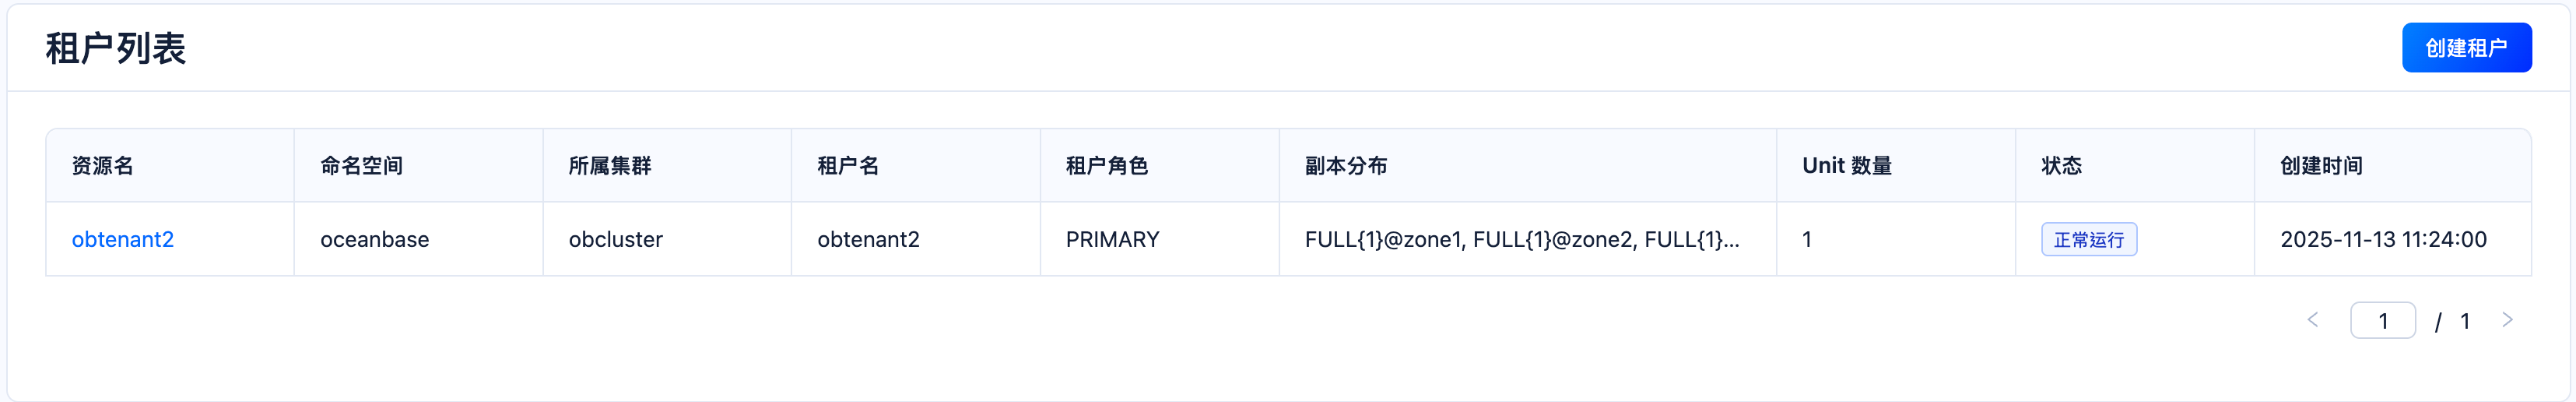 租户列表
创建租户
资源名 命名空间 所属集群 租户名 租户角色 副本分布 Unit 数量 状态 创建时间
obtenant2 oceanbase obcluster obtenant2 PRIMARY FULL{1}@zone1, FULL{1}@zone2, FULL{1}... 1 正常运行 2025-11-13 11:24:00
< 1 / 1 >